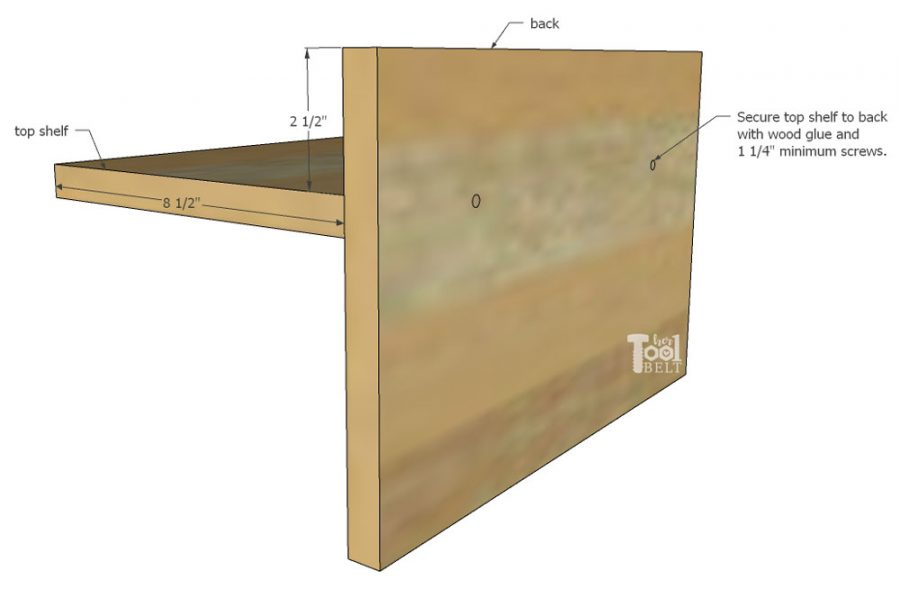 back
2 1/2"
top shelf
Secure top shelf to back
with wood glue and
1 1/4" minimum screws.
8 1/2"
her
Tool
BELT